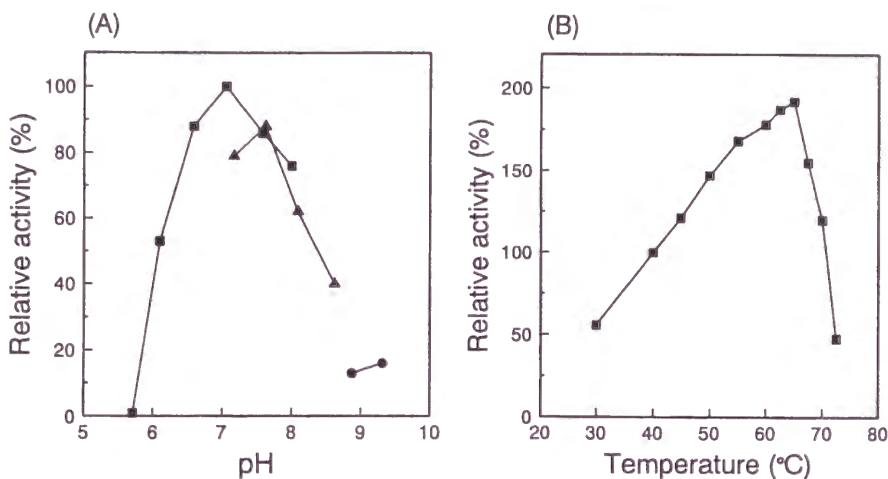 (A)
Relative activity (%)
100
80
60
40
20
0
5 6 7 8 9 10
pH
(B)
Relative activity (%)
200
150
100
50
0
20 30 40 50 60 70 80
Temperature (°C)